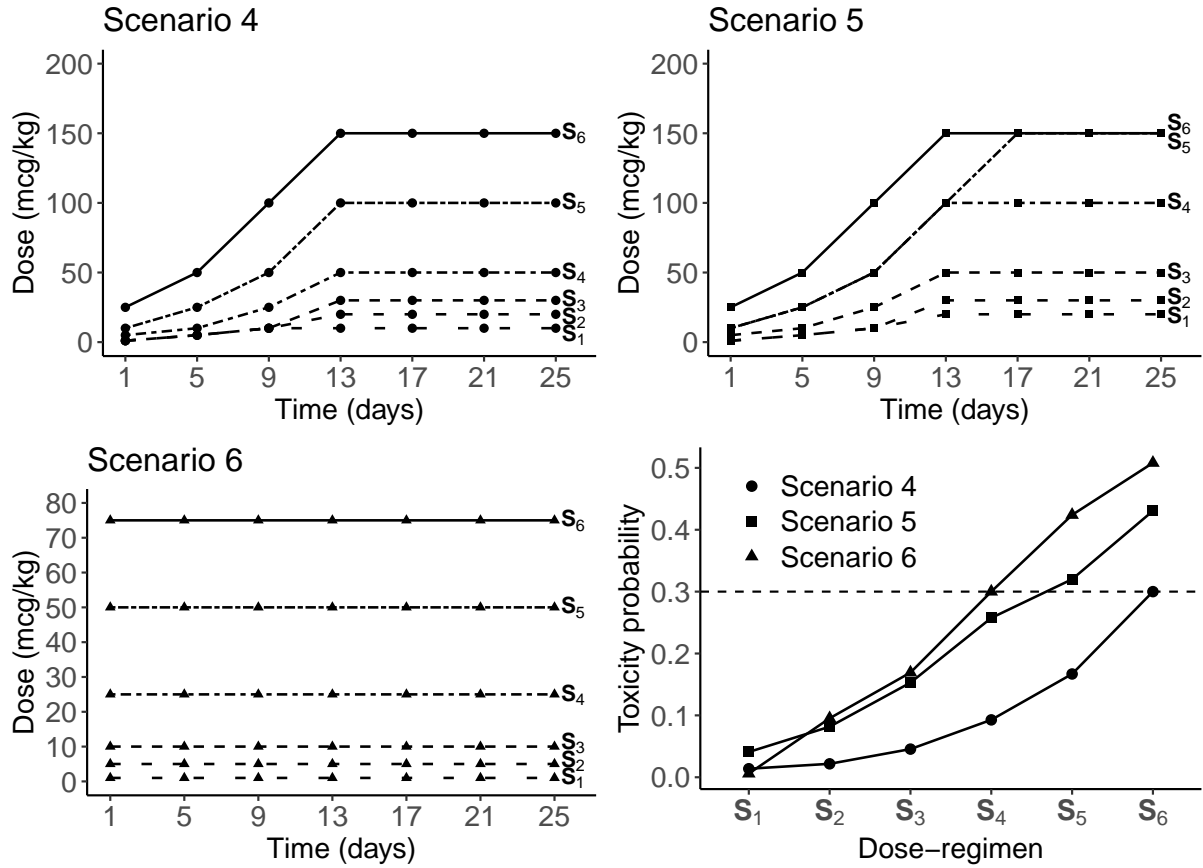 Scenario 4
Dose (mcg/kg)
200
150
100
50
0
S6
S5
S4
S3
S2
S1
1 5 9 13 17 21 25
Time (days)
Scenario 5
Dose (mcg/kg)
200
150
100
50
0
S6
S5
S4
S3
S2
S1
1 5 9 13 17 21 25
Time (days)
Scenario 6
Dose (mcg/kg)
80
75
70
60
50
40
30
20
10
0
S6
S5
S4
S3
S2
S1
1 5 9 13 17 21 25
Time (days)
Toxicity probability
0.5
0.4
0.3
0.2
0.1
0.0
Scenario 4
Scenario 5
Scenario 6
S1 S2 S3 S4 S5 S6
Dose−regimen